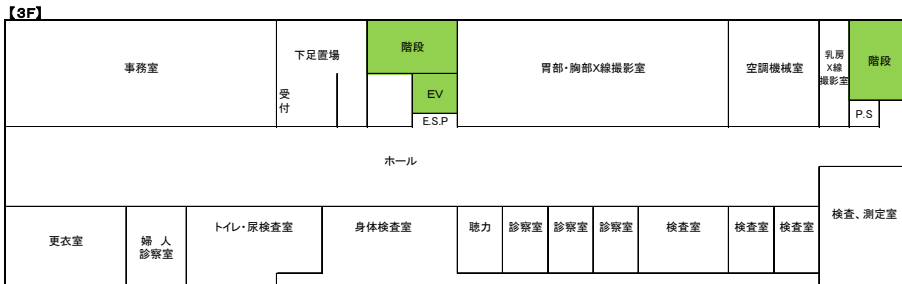 【3F】
事務室
下足置場
受
付
階段
EV
E.S.P
胃部・胸部X線撮影室
空調機械室
乳房
X線
撮影室
階段
P.S
ホール
更衣室
婦 人
診察室
トイレ・尿検査室
身体検査室
聴力
診察室
診察室
診察室
検査室
検査室
検査室
検査、測定室